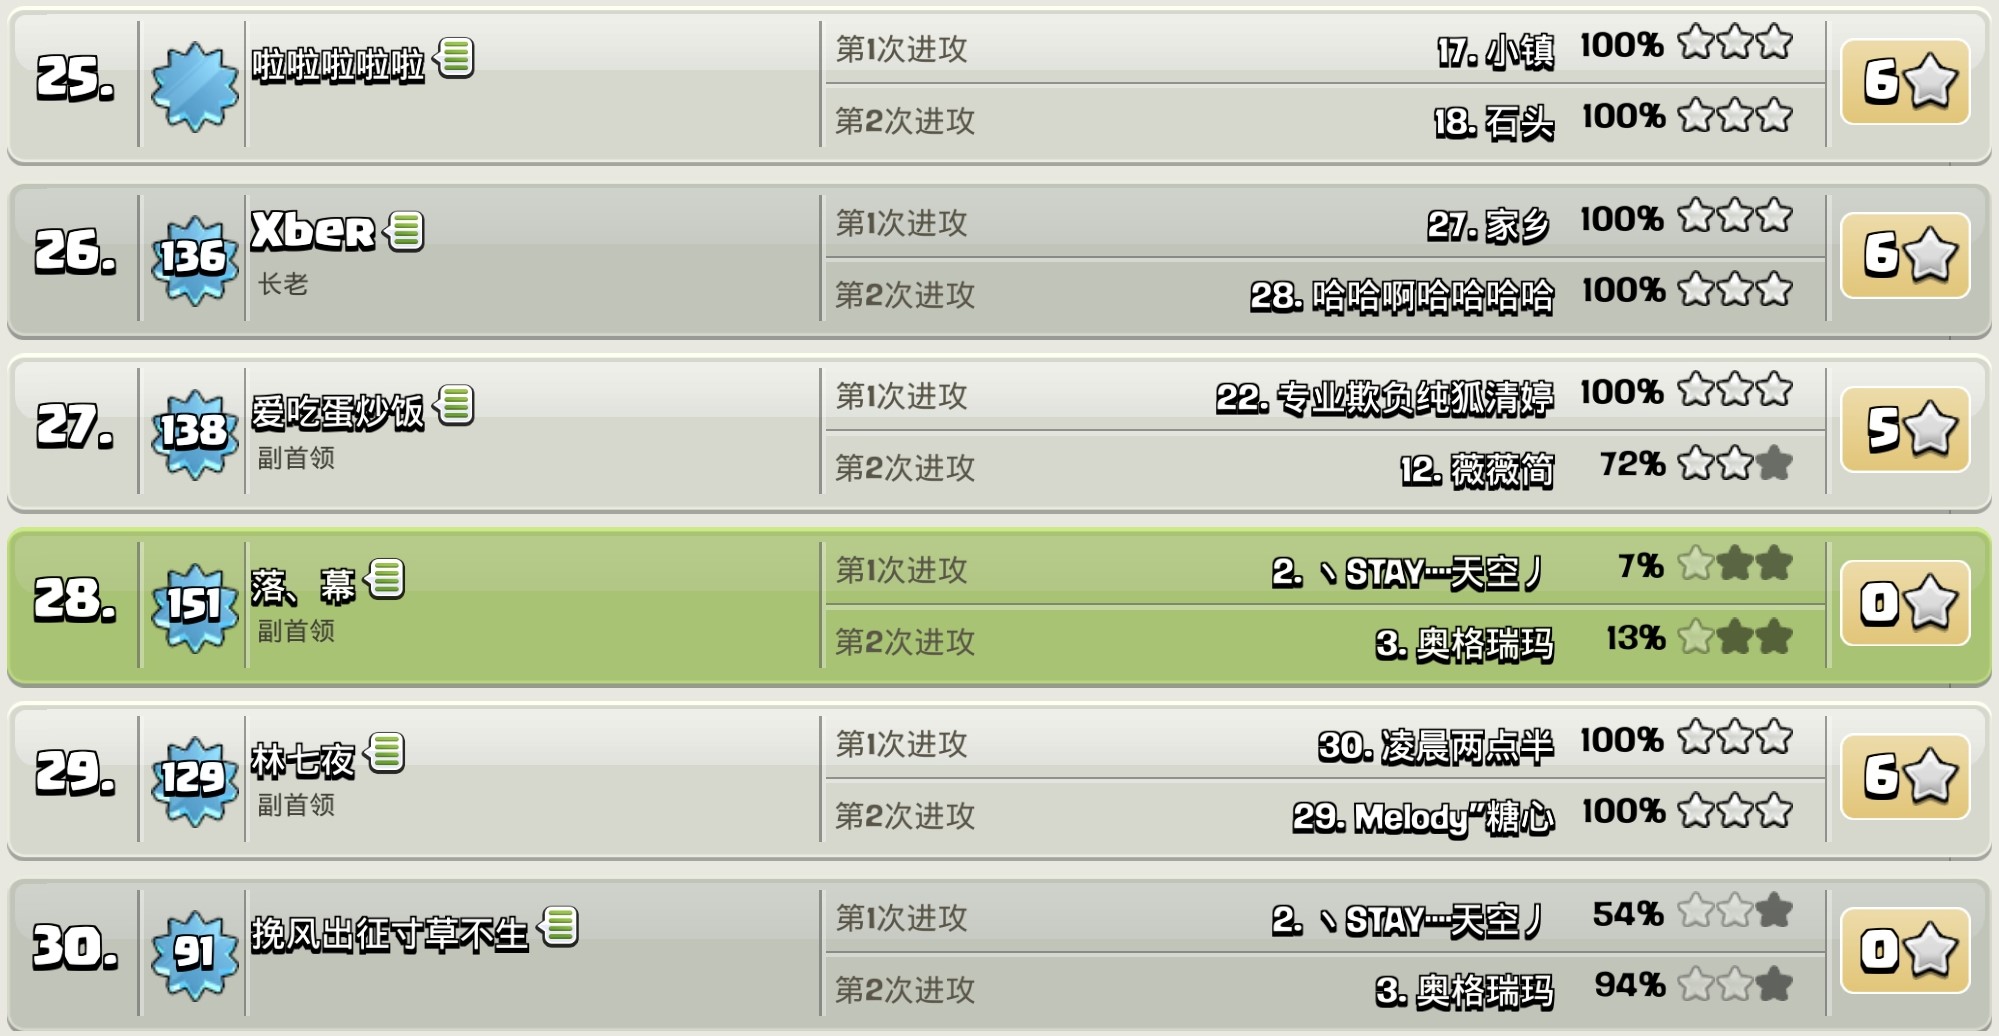 25.
啦啦啦啦啦
第1次进攻 17. 小镇 100%
第2次进攻 18. 石头 100%
6
26.
136
Xber
长老
第1次进攻 27. 家乡 100%
第2次进攻 28. 哈哈啊哈哈哈哈 100%
6
27.
138
爱吃蛋炒饭
副首领
第1次进攻 22. 专业欺负纯狐清婷 100%
第2次进攻 12. 薇薇简 72%
5
28.
151
落、幕
副首领
第1次进攻 2. 丶STAY┈天空丿 7%
第2次进攻 3. 奥格瑞玛 13%
0
29.
129
林七夜
副首领
第1次进攻 30. 凌晨两点半 100%
第2次进攻 29. Melody″糖心 100%
6
30.
91
挽风出征寸草不生
第1次进攻 2. 丶STAY┈天空丿 54%
第2次进攻 3. 奥格瑞玛 94%
0